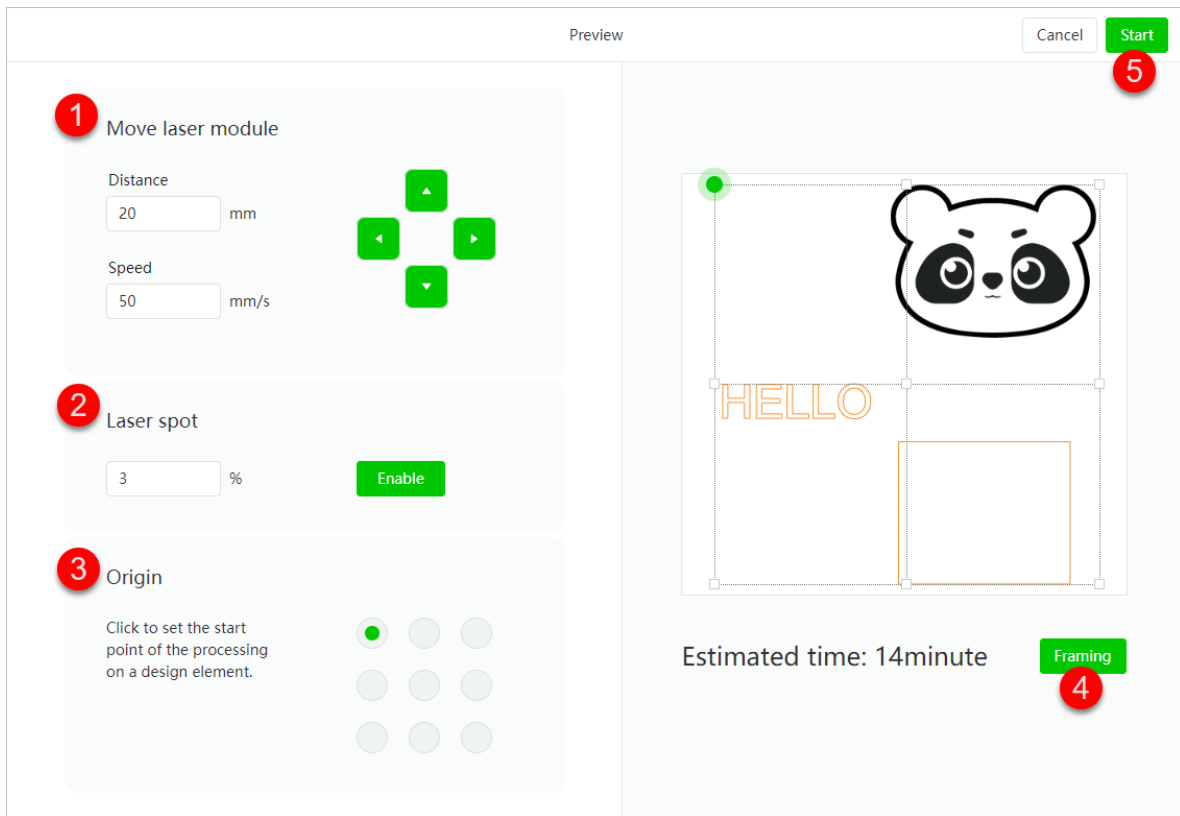 Preview
Cancel
Start
5
1
Move laser module
Distance
20 mm
Speed
50 mm/s
2
Laser spot
3 %
Enable
3
Origin
Click to set the start
point of the processing
on a design element.
HELLO
Estimated time: 14minute
Framing
4